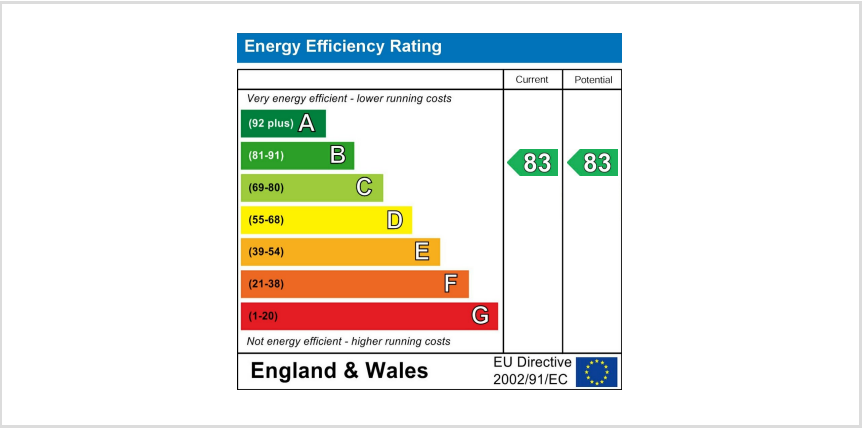 Energy Efficiency Rating
Current Potential
Very energy efficient - lower running costs
(92 plus) A
(81-91) B 83 83
(69-80) C
(55-68) D
(39-54) E
(21-38) F
(1-20) G
Not energy efficient - higher running costs
England & Wales
EU Directive
2002/91/EC